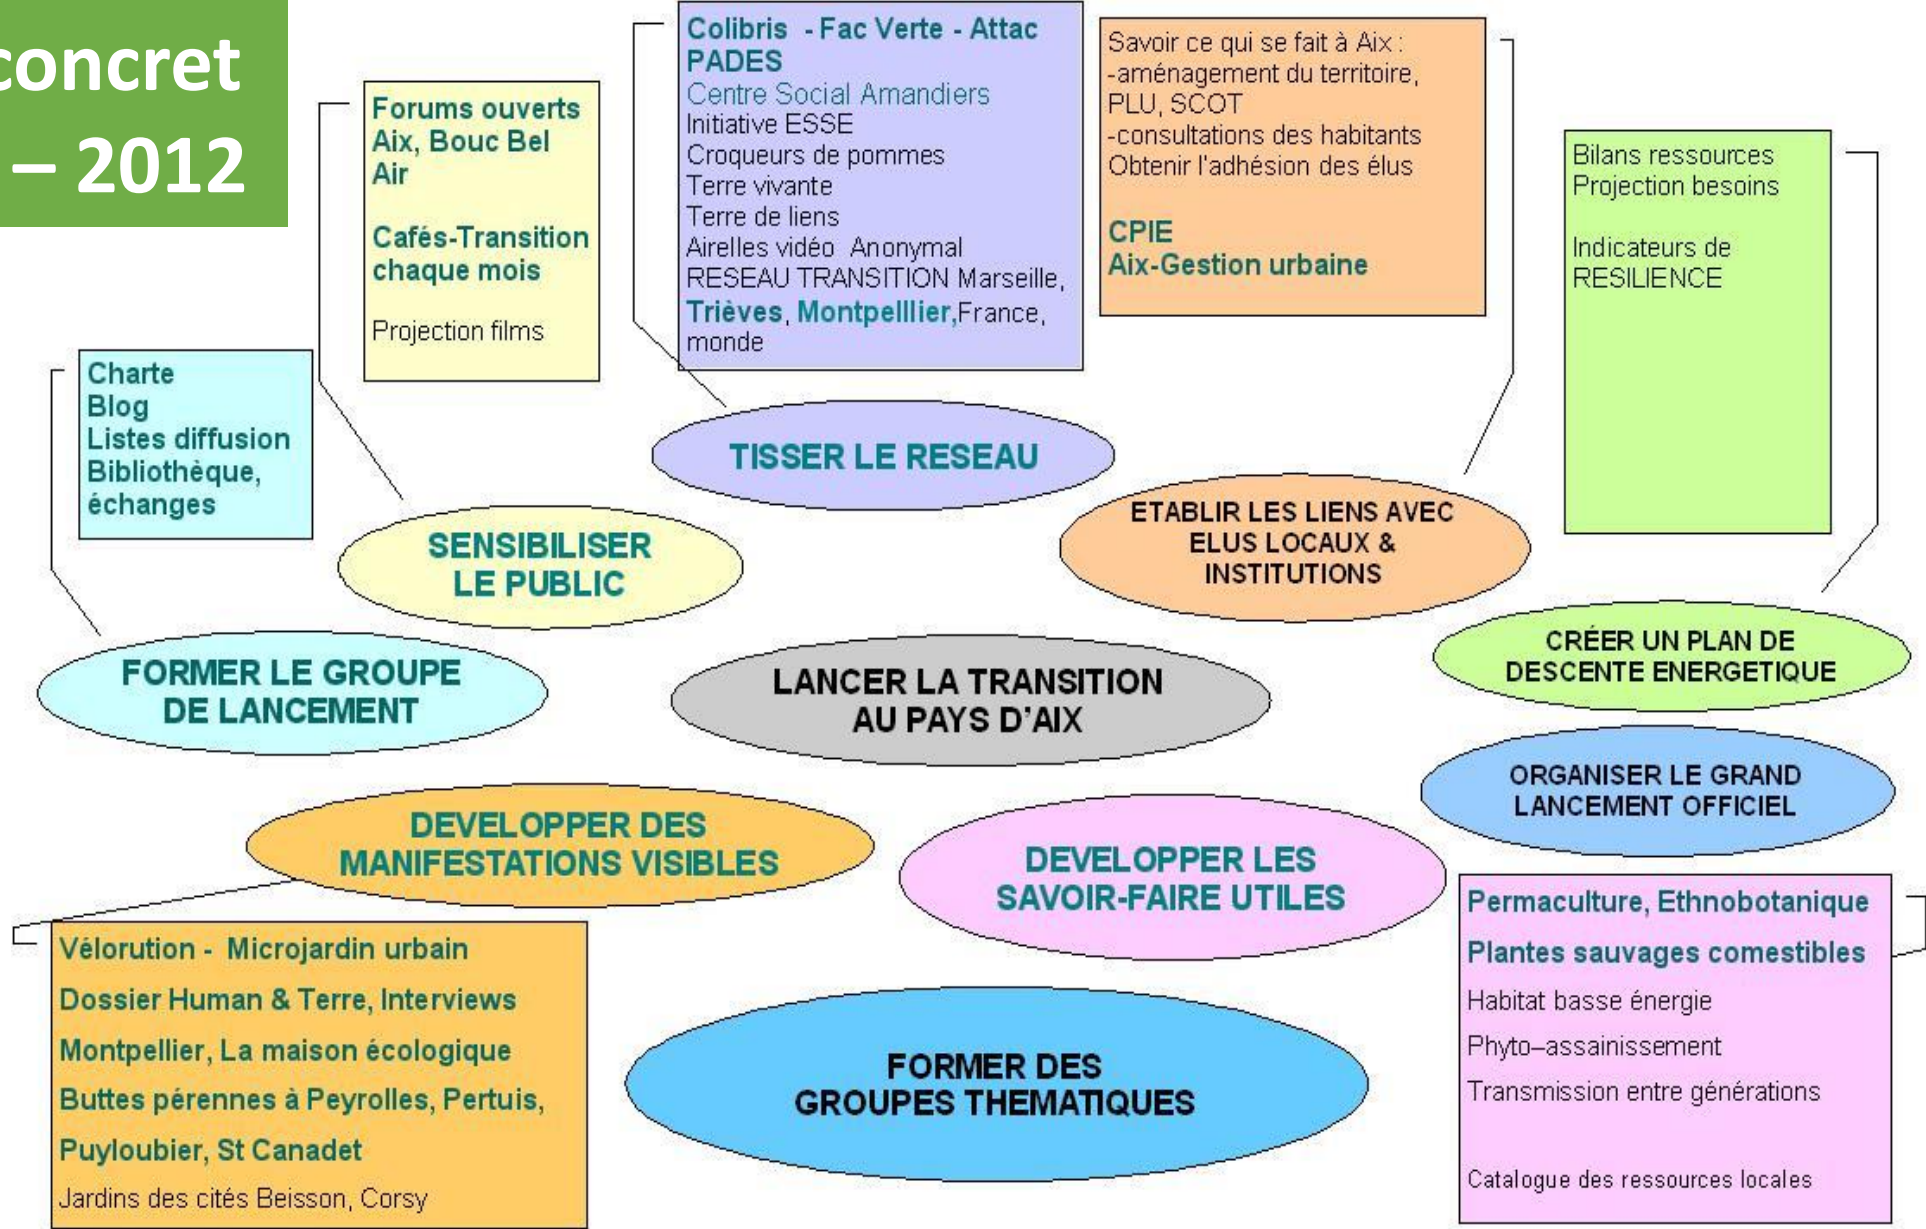 concret
– 2012
Colibris - Fac Verte - Attac
PADES
Centre Social Amandiers
Initiative ESSE
Croqueurs de pommes
Terre vivante
Terre de liens
Airelles vidéo Anonymal
RESEAU TRANSITION Marseille,
Trièves, Montpelllier,France,
monde
Savoir ce qui se fait à Aix :
-aménagement du territoire,
PLU, SCOT
-consultations des habitants
Obtenir l'adhésion des élus
CPIE
Aix-Gestion urbaine
Forums ouverts
Aix, Bouc Bel
Air
Cafés-Transition
chaque mois
Projection films
Bilans ressources
Projection besoins
Indicateurs de
RESILIENCE
Charte
Blog
Listes diffusion
Bibliothèque,
échanges
TISSER LE RESEAU
SENSIBILISER
LE PUBLIC
ETABLIR LES LIENS AVEC
ELUS LOCAUX &
INSTITUTIONS
FORMER LE GROUPE
DE LANCEMENT
LANCER LA TRANSITION
AU PAYS D’AIX
CRÉER UN PLAN DE
DESCENTE ENERGETIQUE
ORGANISER LE GRAND
LANCEMENT OFFICIEL
DEVELOPPER DES
MANIFESTATIONS VISIBLES
DEVELOPPER LES
SAVOIR-FAIRE UTILES
Vélorution - Microjardin urbain
Dossier Human & Terre, Interviews
Montpellier, La maison écologique
Buttes pérennes à Peyrolles, Pertuis,
Puyloubier, St Canadet
Jardins des cités Beisson, Corsy
FORMER DES
GROUPES THEMATIQUES
Permaculture, Ethnobotanique
Plantes sauvages comestibles
Habitat basse énergie
Phyto–assainissement
Transmission entre générations
Catalogue des ressources locales